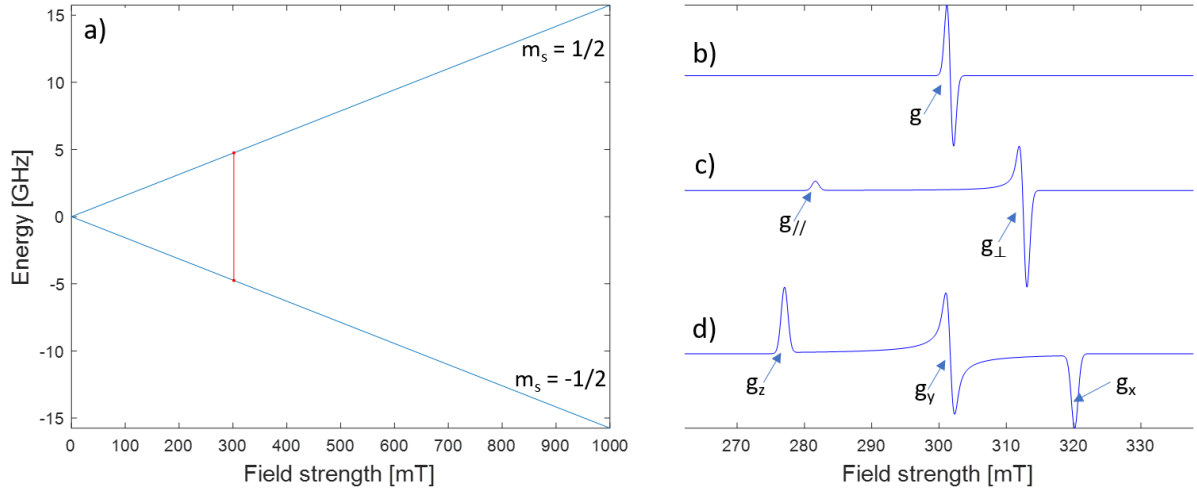 a)
15
10
5
0
-5
-10
-15
Energy [GHz]
m_s = 1/2
m_s = -1/2
0 100 200 300 400 500 600 700 800 900 1000
Field strength [mT]
b)
g
c)
g_//
g_⊥
d)
g_z
g_y
g_x
270 280 290 300 310 320 330
Field strength [mT]